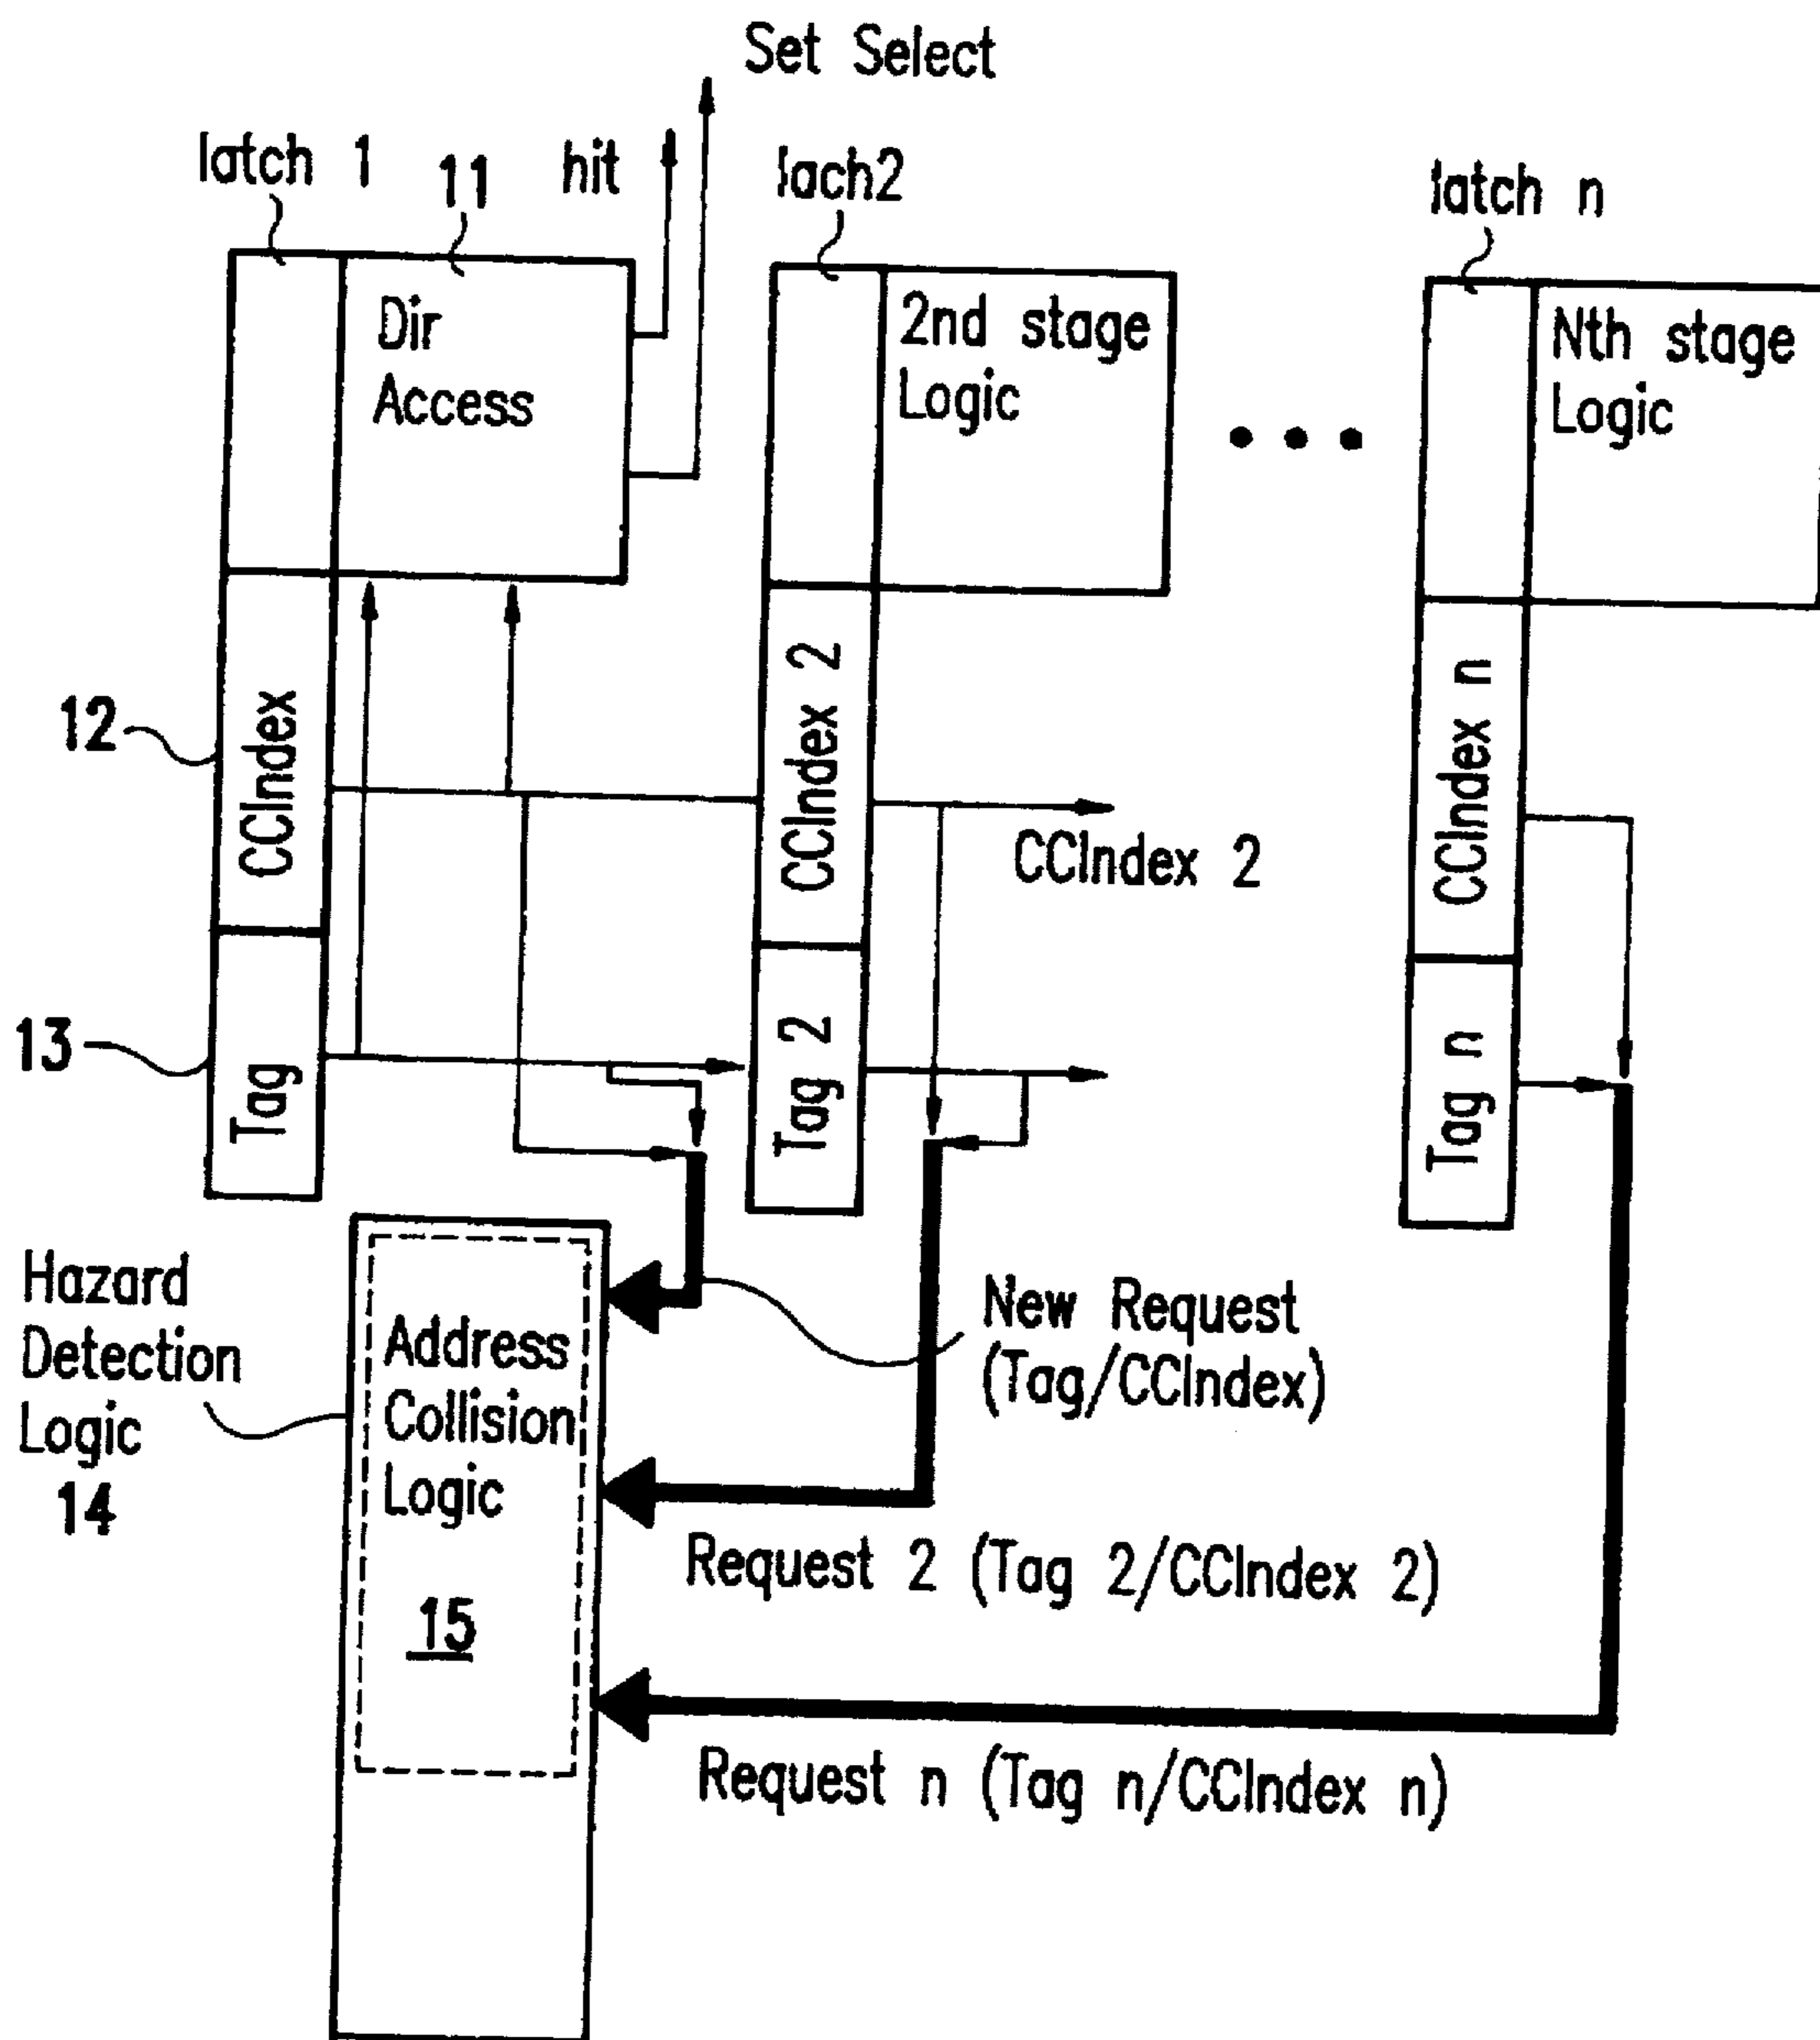 Set Select
latch 1
11
hit
lach2
latch n
Dir
Access
2nd stage
Logic
Nth stage
Logic
12
CCIndex
CCIndex 2
CCIndex n
CCIndex 2
13
Tag
Tag 2
Tag n
Hazard
Detection
Logic
14
Address
Collision
Logic
15
New Request
(Tag/CCIndex)
Request 2 (Tag 2/CCIndex 2)
Request n (Tag n/CCIndex n)